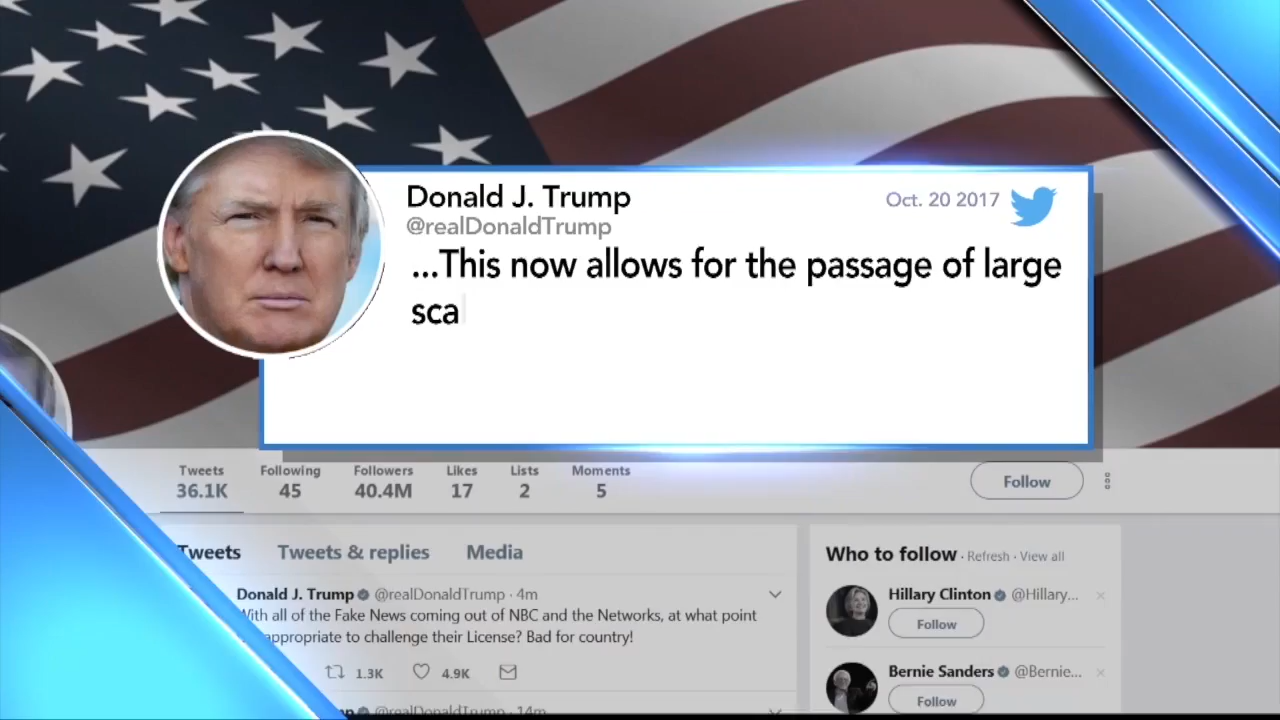 Donald J. Trump
Oct. 20 2017
@realDonaldTrump
...This now allows for the passage of large
sca
Tweets Following Followers Likes Lists Moments
36.1K 45 40.4M 17 2 5
Follow
Tweets Tweets & replies Media
Donald J. Trump @realDonaldTrump · 4m
With all of the Fake News coming out of NBC and the Networks, at what point
appropriate to challenge their License? Bad for country!
1.3K 4.9K
@realDonaldTrump · 14m
Who to follow · Refresh · View all
Hillary Clinton @Hillary...
Follow
Bernie Sanders @Bernie...
Follow